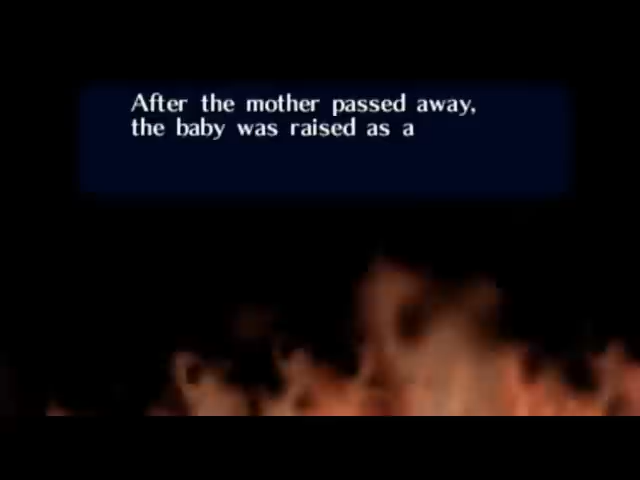 After the mother passed away,
the baby was raised as a